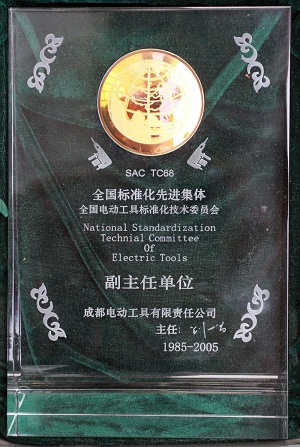 SAC TC68
全国标准化先进集体
全国电动工具标准化技术委员会
National Standardization
Technial Committee
Of
Electric Tools
副主任单位
成都电动工具有限责任公司
主任:
1985-2005